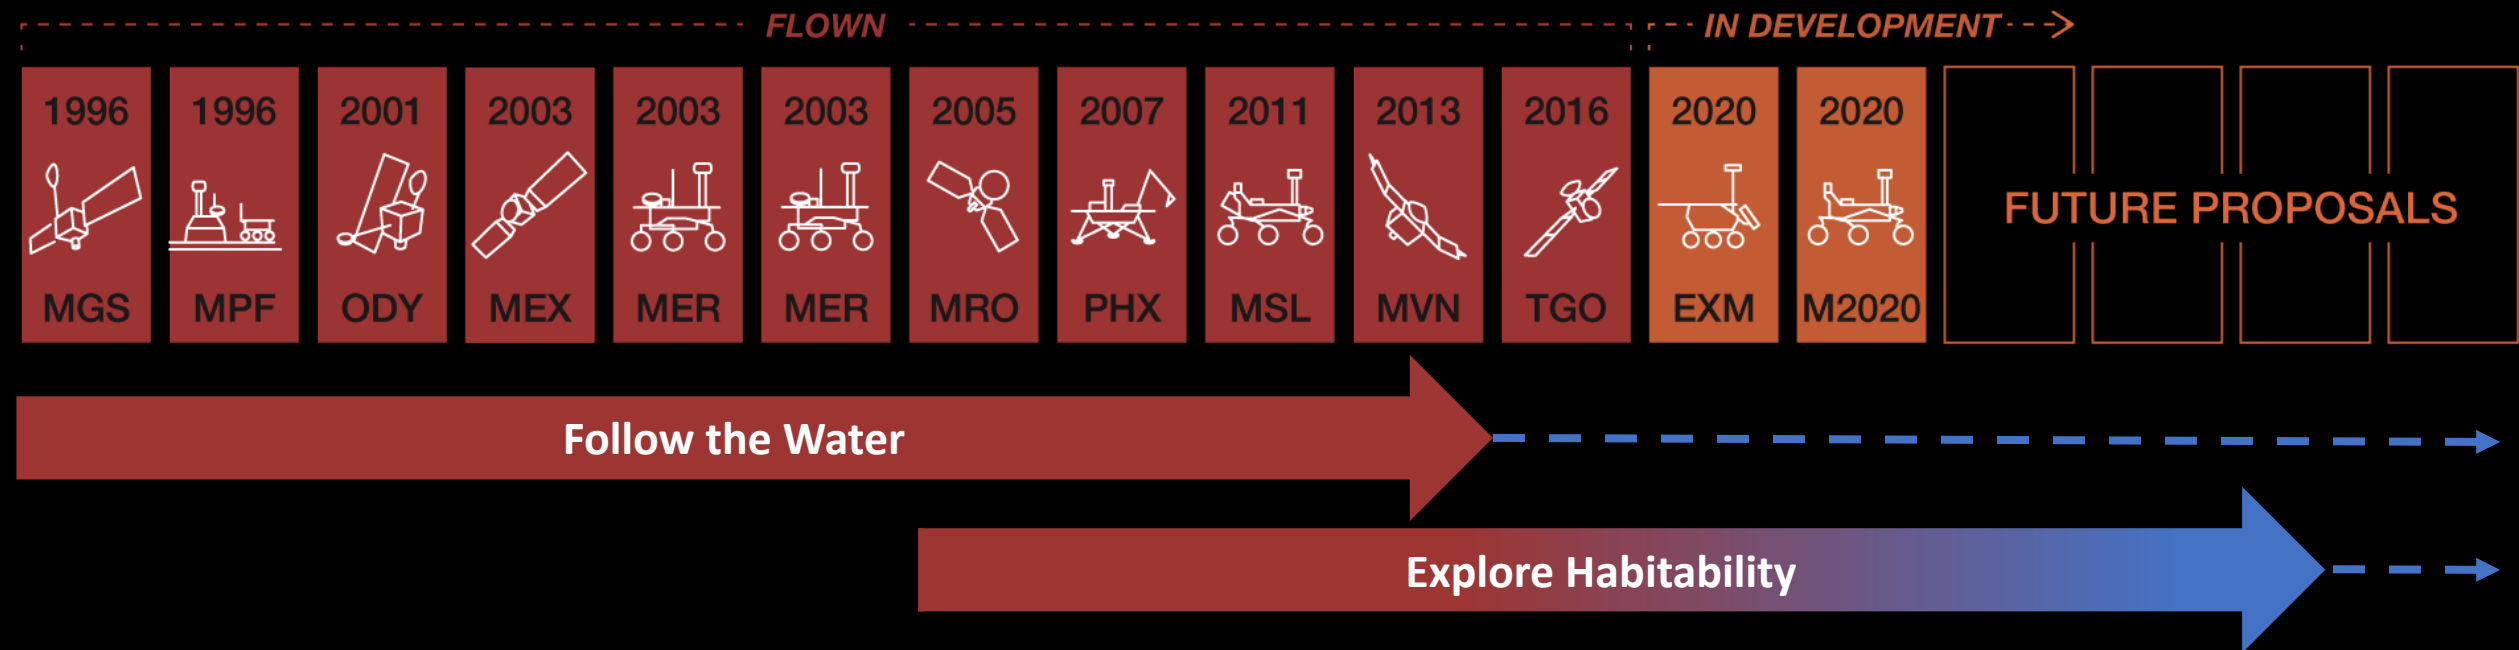 FLOWN IN DEVELOPMENT
1996 1996 2001 2003 2003 2003 2005 2007 2011 2013 2016 2020 2020
FUTURE PROPOSALS
MGS MPF ODY MEX MER MER MRO PHX MSL MVN TGO EXM M2020
Follow the Water
Explore Habitability